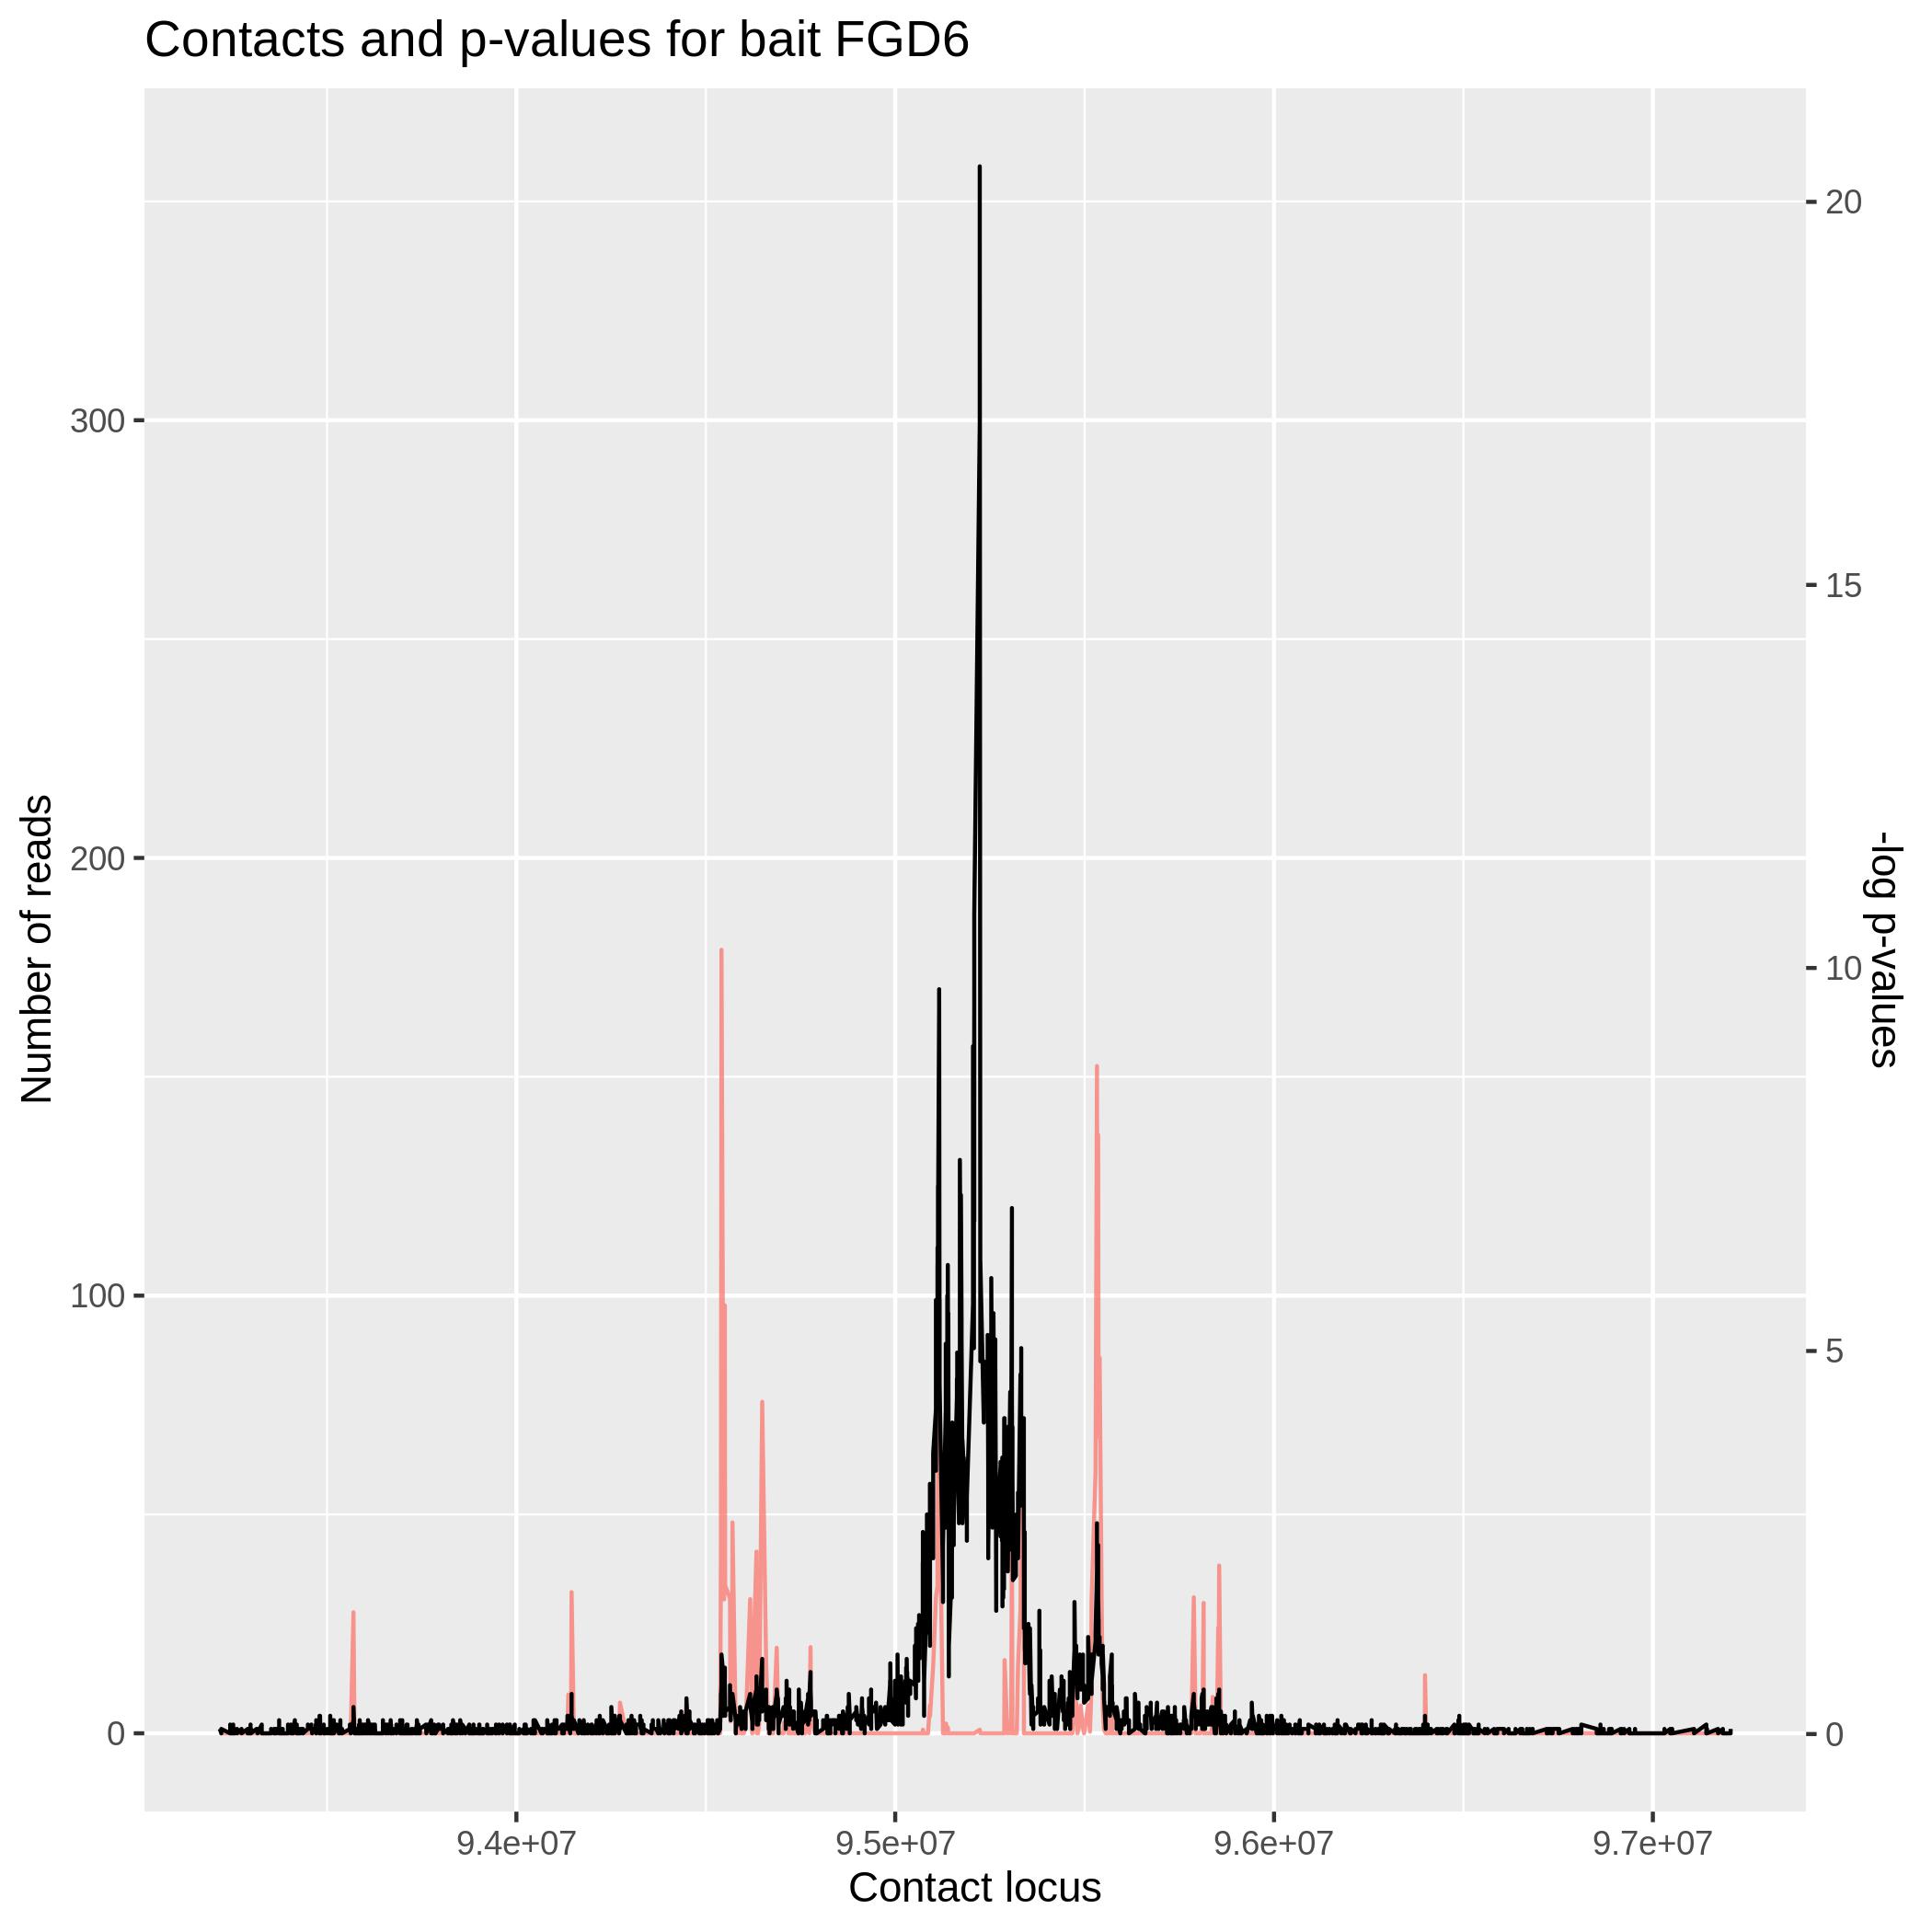 Contacts and p-values for bait FGD6
Number of reads
300
200
100
0
20
15
10
5
0
-log p-values
9.4e+07
9.5e+07
9.6e+07
9.7e+07
Contact locus